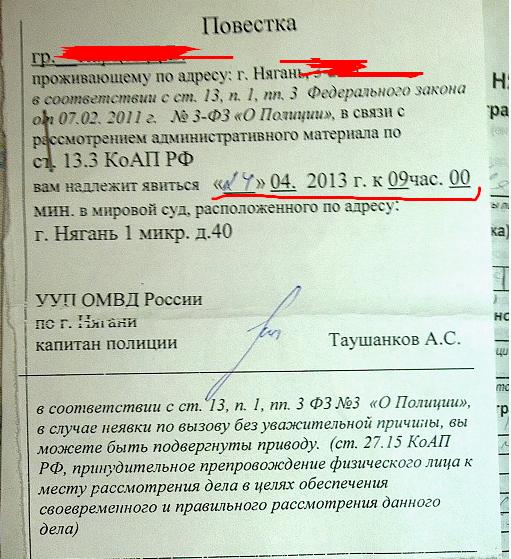 Повестка
гр.
проживающему по адресу: г. Нягань,
в соответствии с ст. 13, п. 1, пп. 3 Федерального закона
от 07.02. 2011 г. № 3-ФЗ «О Полиции», в связи с
рассмотрением административного материала по
ст. 13.3 КоАП РФ
вам надлежит явиться « » 04. 2013 г. к 09час. 00
мин. в мировой суд, расположенного по адресу:
г. Нягань 1 микр. д.40
УУП ОМВД России
по г. Нягани
капитан полиции Таушанков А.С.
в соответствии с ст. 13, п. 1, пп. 3 ФЗ №3 «О Полиции»,
в случае неявки по вызову без уважительной причины, вы
можете быть подвергнуты приводу. (ст. 27.15 КоАП
РФ, принудительное препровождение физического лица к
месту рассмотрения дела в целях обеспечения
своевременного и правильного рассмотрения данного
дела)